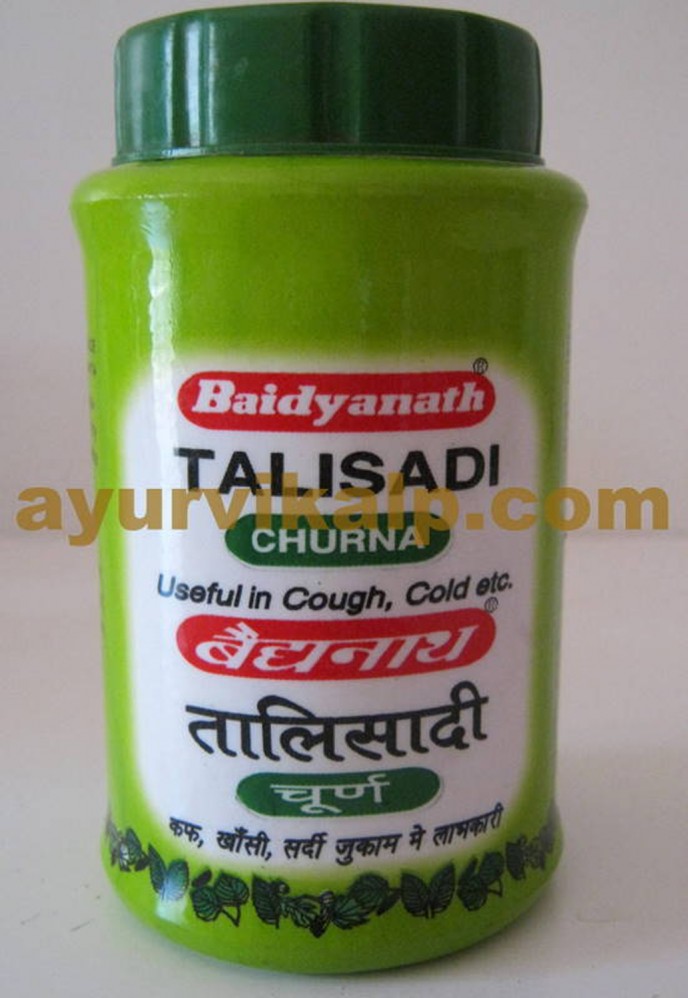 Baidyanath®
TALISADI
ayurvikalp.com
CHURNA
Useful in Cough, Cold etc.
बैद्यनाथ®
तालिसादी
चूर्ण
कफ, खाँसी, सर्दी जुकाम मे लाभकारी